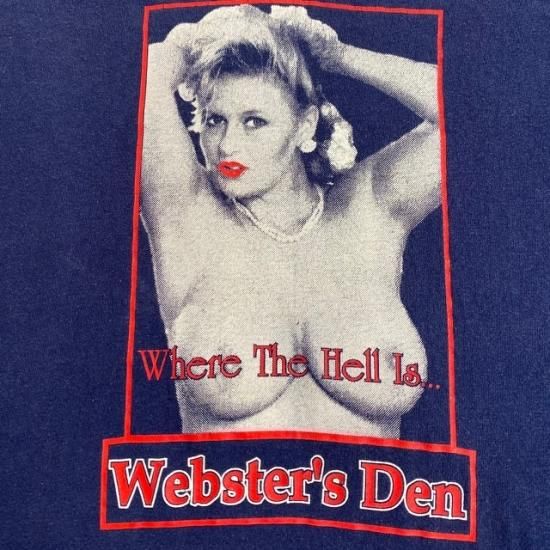 Where The Hell Is...
Webster's Den